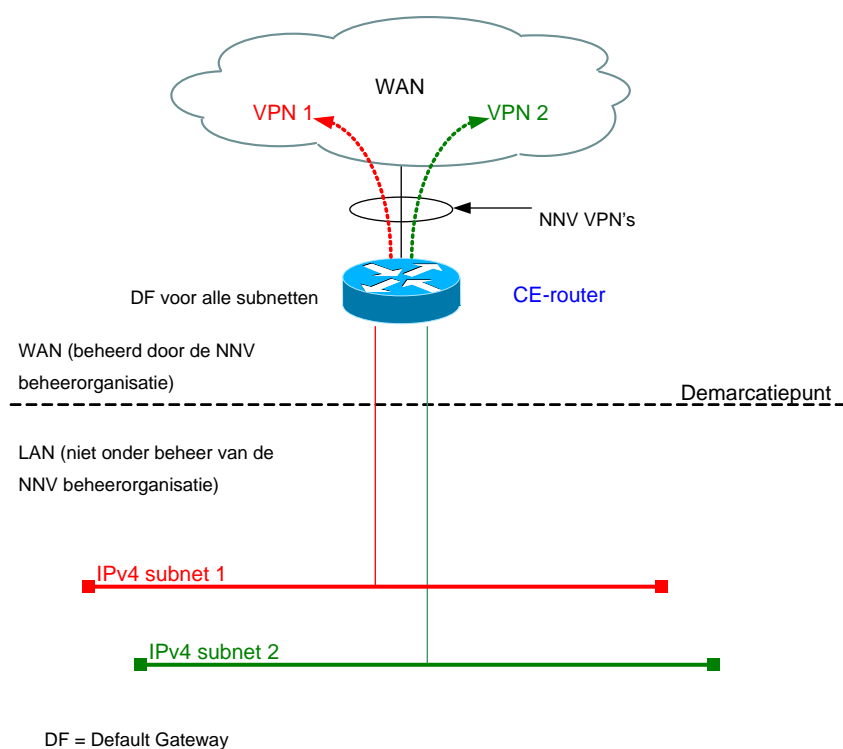 WAN
VPN 1
VPN 2
NNV VPN's
DF voor alle subnetten
CE-router
WAN (beheerd door de NNV
beheerorganisatie)
Demarcatiepunt
LAN (niet onder beheer van de
NNV beheerorganisatie)
IPv4 subnet 1
IPv4 subnet 2
DF = Default Gateway